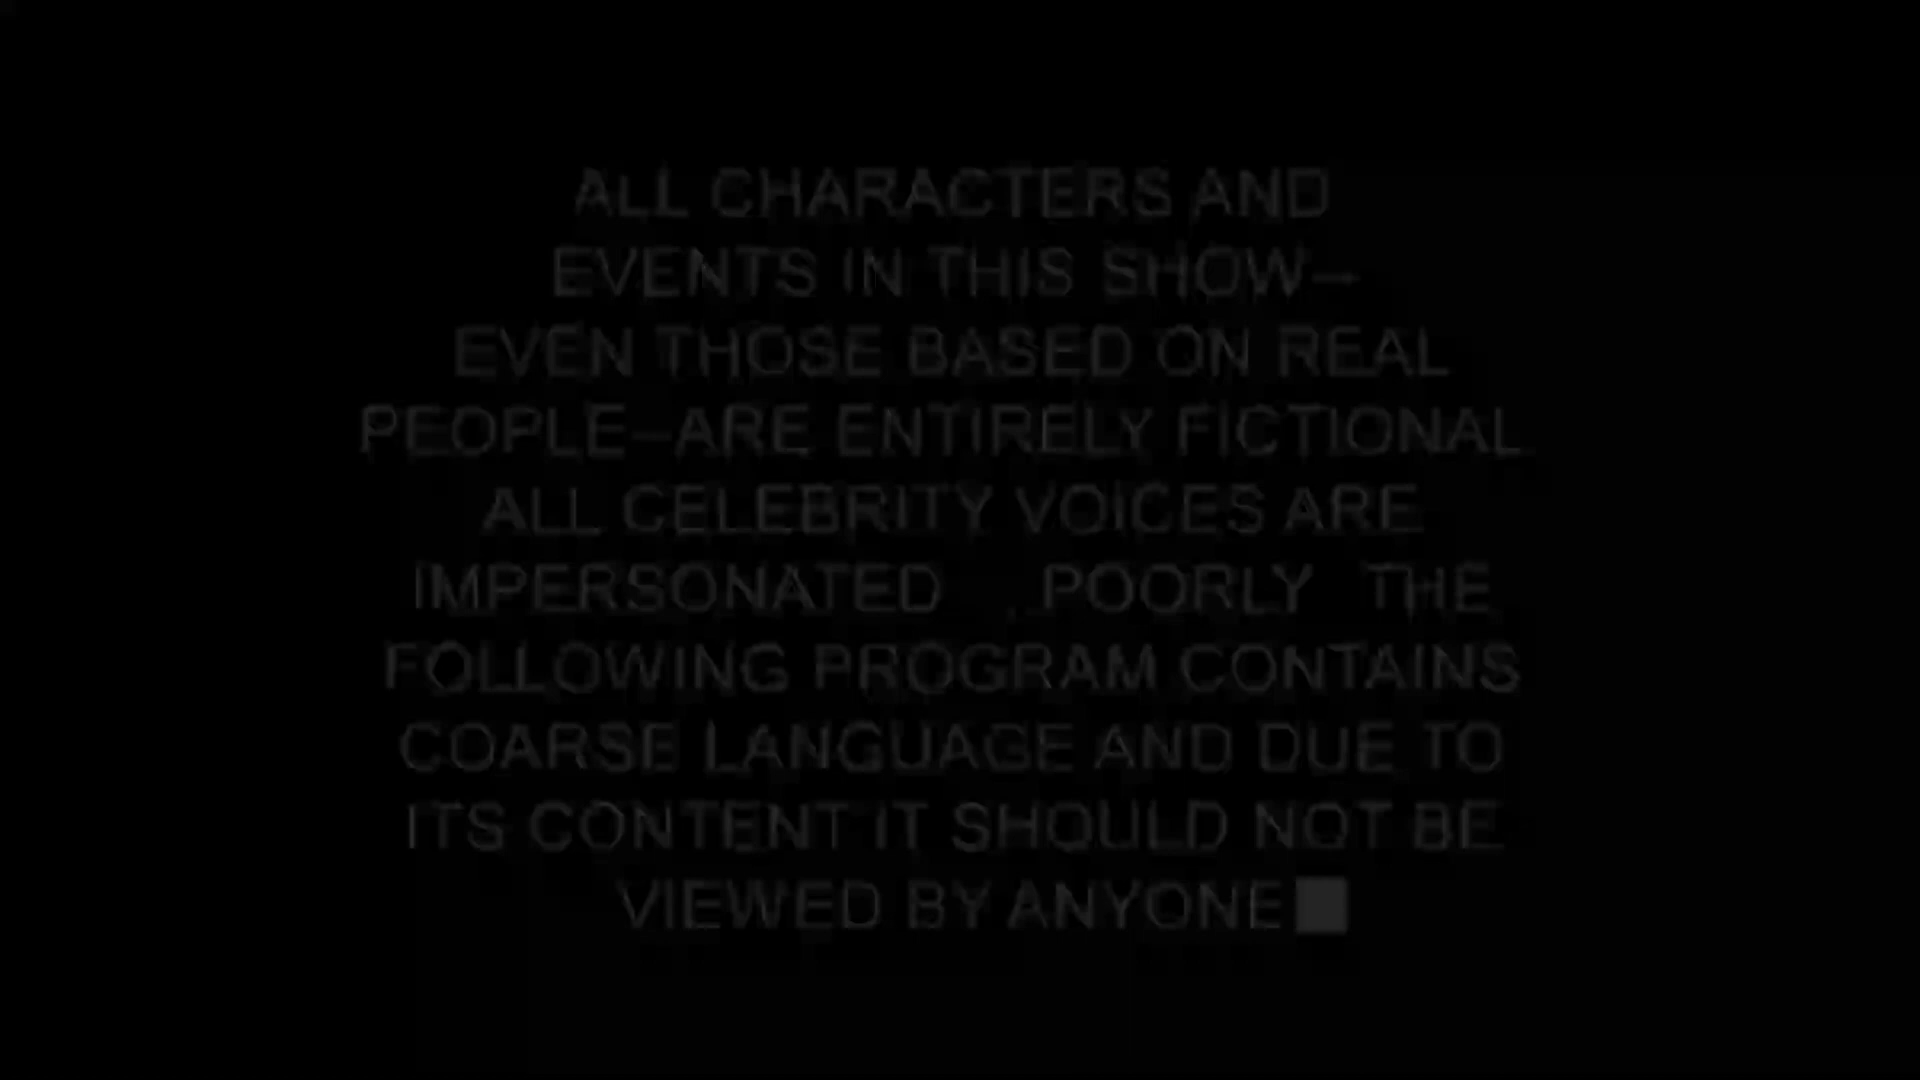 ALL CHARACTERS AND
EVENTS IN THIS SHOW—
EVEN THOSE BASED ON REAL
PEOPLE—ARE ENTIRELY FICTIONAL.
ALL CELEBRITY VOICES ARE
IMPERSONATED.....POORLY. THE
FOLLOWING PROGRAM CONTAINS
COARSE LANGUAGE AND DUE TO
ITS CONTENT IT SHOULD NOT BE
VIEWED BY ANYONE